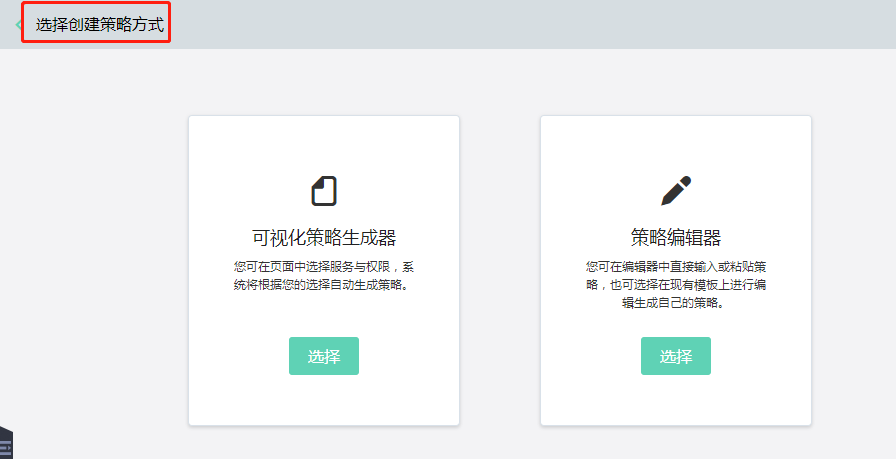 选择创建策略方式
可视化策略生成器
您可在页面中选择服务与权限，系
统将根据您的选择自动生成策略。
选择
策略编辑器
您可在编辑器中直接输入或粘贴策
略，也可选择在现有模板上进行编
辑生成自己的策略。
选择